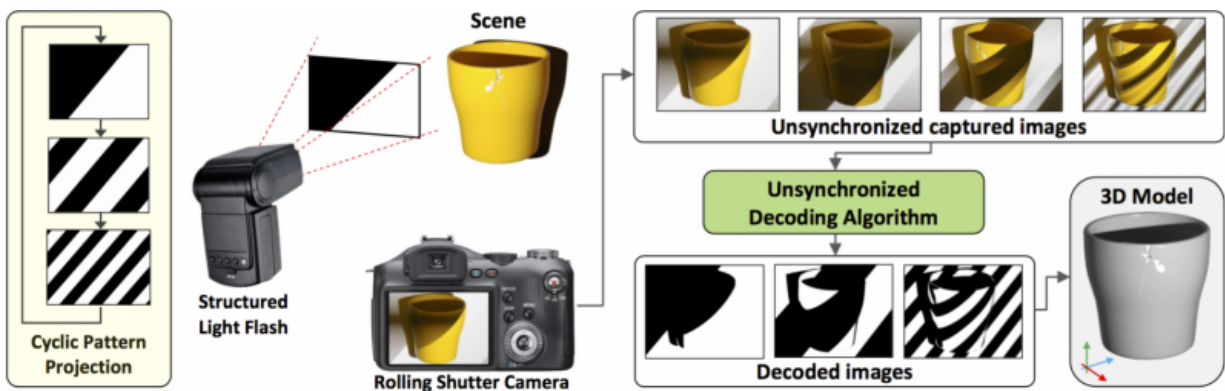 Cyclic Pattern
Projection
Structured
Light Flash
Scene
Rolling Shutter Camera
Unsynchronized captured images
Unsynchronized
Decoding Algorithm
Decoded images
3D Model